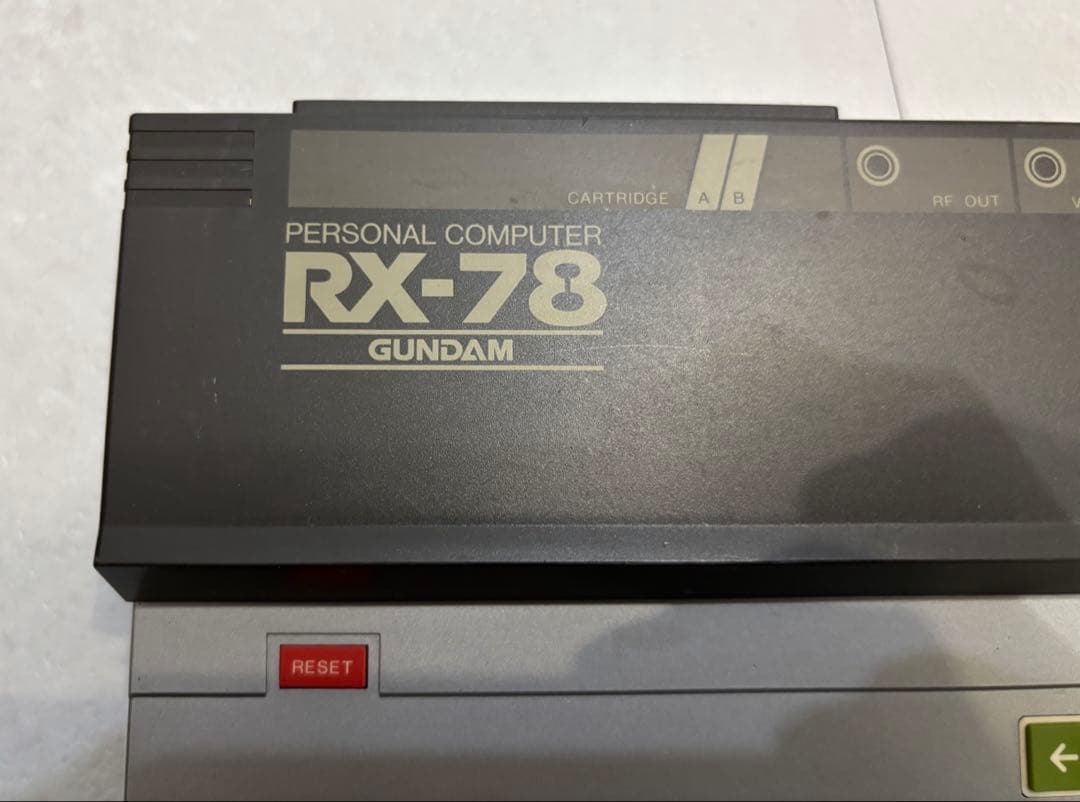 CARTRIDGE A B
RF OUT
PERSONAL COMPUTER
RX-78
GUNDAM
RESET
←